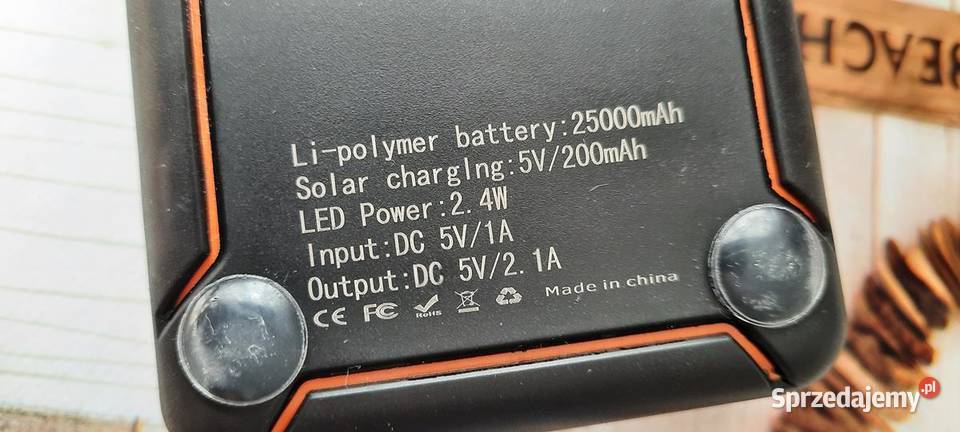 BEACH
Li-polymer battery:25000mAh
Solar chargIng:5V/200mAh
LED Power:2.4W
Input:DC 5V/1A
Output:DC 5V/2.1A
CE FC RoHS Made in china
Sprzedajemy.pl